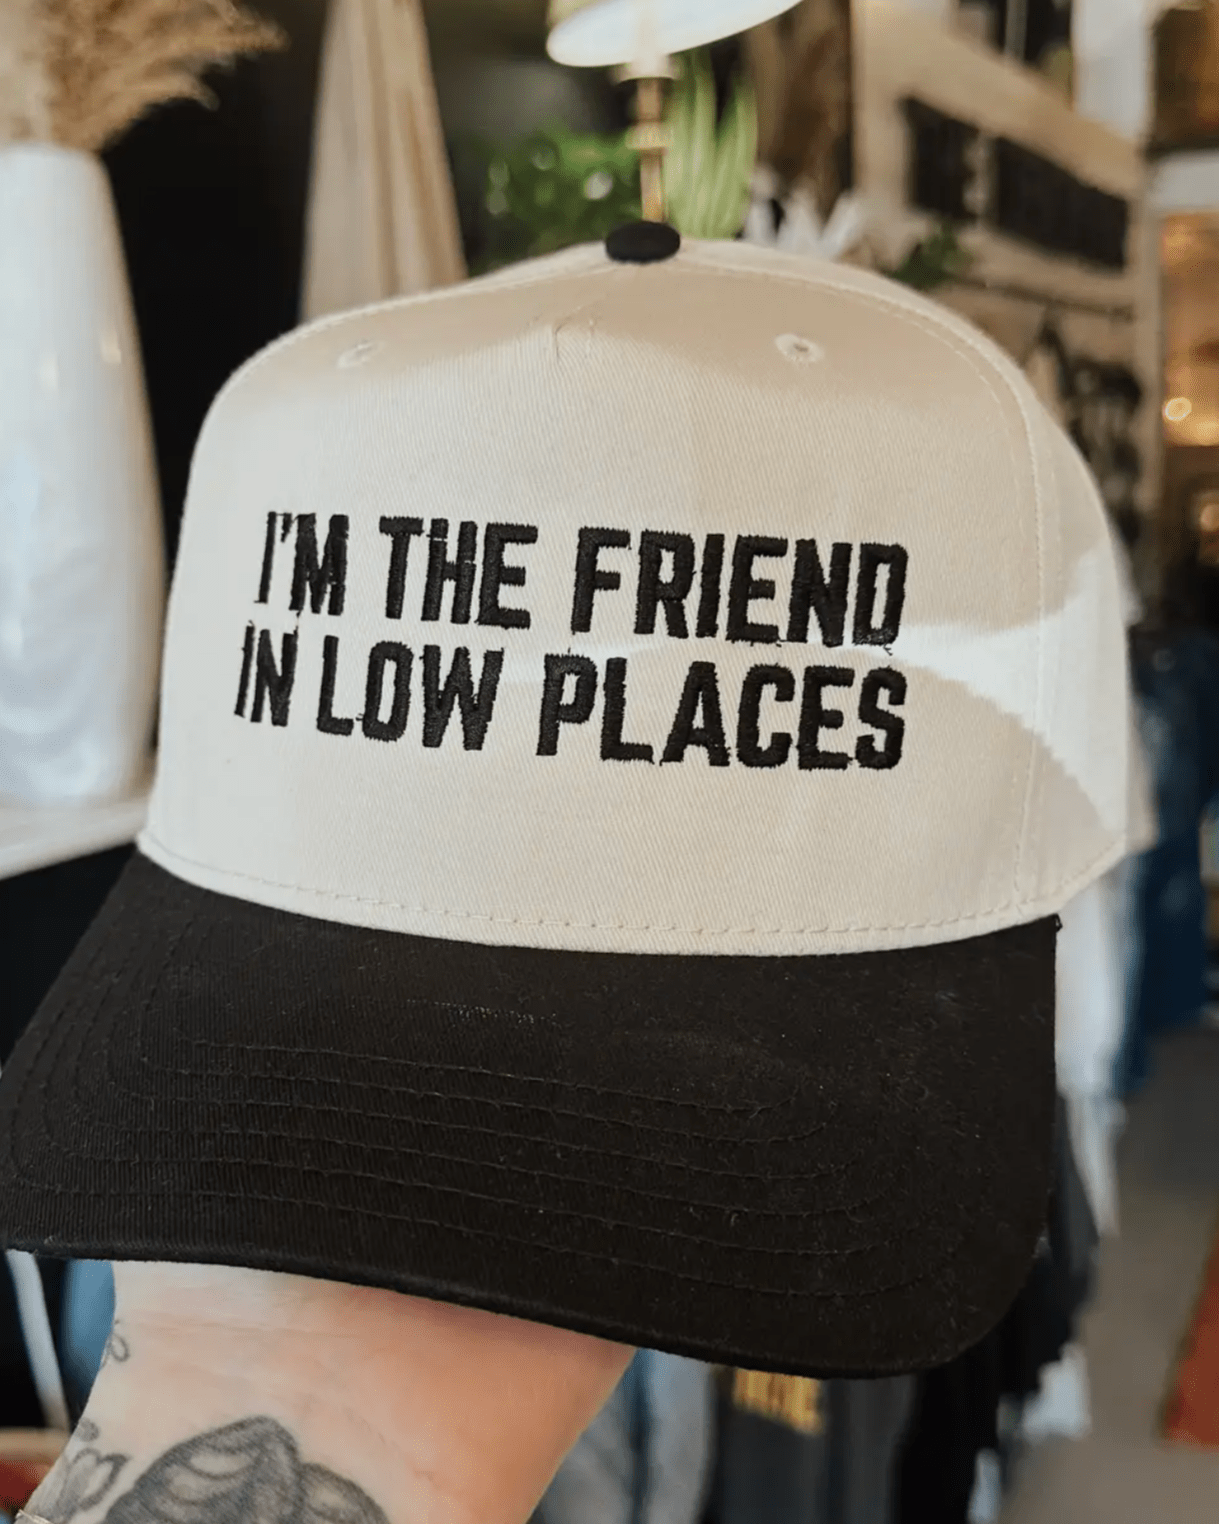 I'M THE FRIEND
IN LOW PLACES